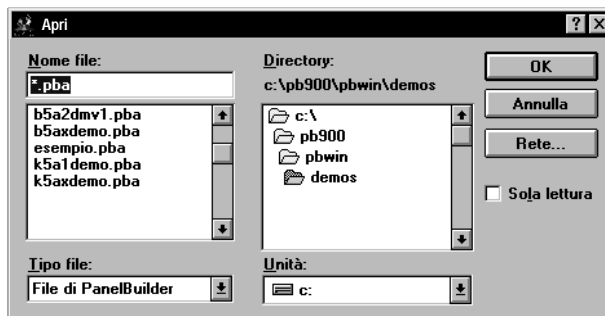 Apri
Nome file:
*.pba
b5a2dmv1.pba
b5axdemo.pba
esempio.pba
k5a1demo.pba
k5axdemo.pba
Tipo file:
File di PanelBuilder
Directory:
c:\pb900\pbwin\demos
c:\
pb900
pbwin
demos
Unità:
c:
OK
Annulla
Rete...
Sola lettura